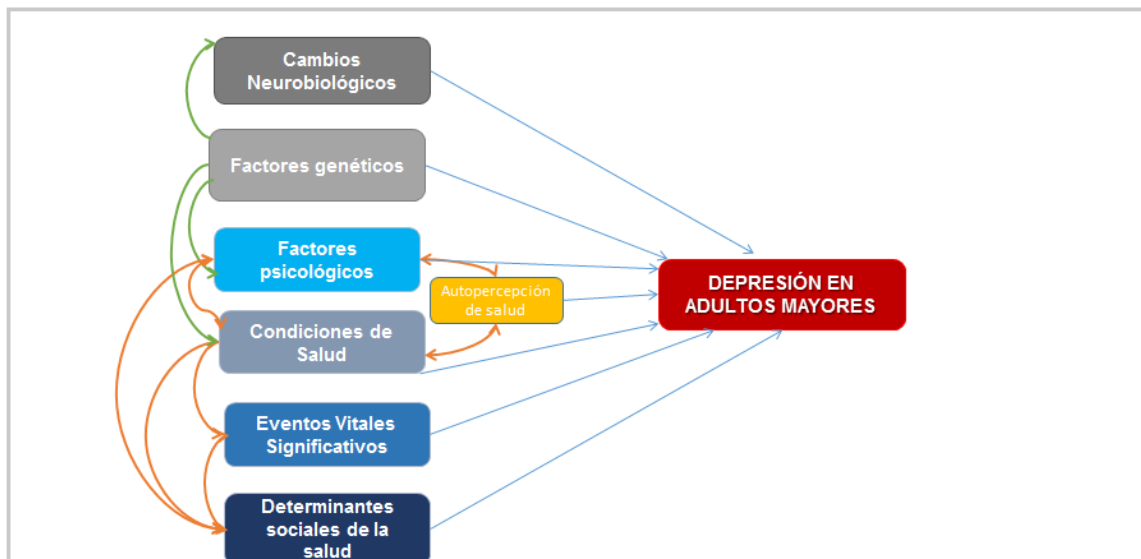 Cambios
Neurobiológicos
Factores genéticos
Factores
psicológicos
Autopercepción
de salud
DEPRESIÓN EN
ADULTOS MAYORES
Condiciones de
Salud
Eventos Vitales
Significativos
Determinantes
sociales de la
salud